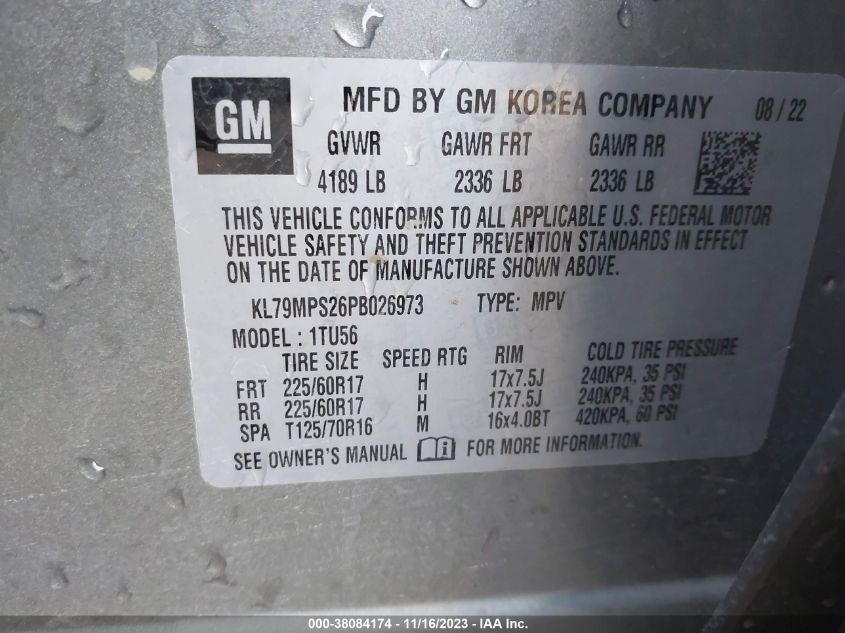 GM MFD BY GM KOREA COMPANY 08 / 22
GVWR GAWR FRT GAWR RR
4189 LB 2336 LB 2336 LB
THIS VEHICLE CONFORMS TO ALL APPLICABLE U.S. FEDERAL MOTOR
VEHICLE SAFETY AND THEFT PREVENTION STANDARDS IN EFFECT
ON THE DATE OF MANUFACTURE SHOWN ABOVE.
KL79MPS26PB026973 TYPE: MPV
MODEL : 1TU56
TIRE SIZE SPEED RTG RIM COLD TIRE PRESSURE
FRT 225/60R17 H 17x7.5J 240KPA, 35 PSI
RR 225/60R17 H 17x7.5J 240KPA, 35 PSI
SPA T125/70R16 M 16x4.0BT 420KPA, 60 PSI
SEE OWNER'S MANUAL i FOR MORE INFORMATION.
000-38084174 - 11/16/2023 - IAA Inc.